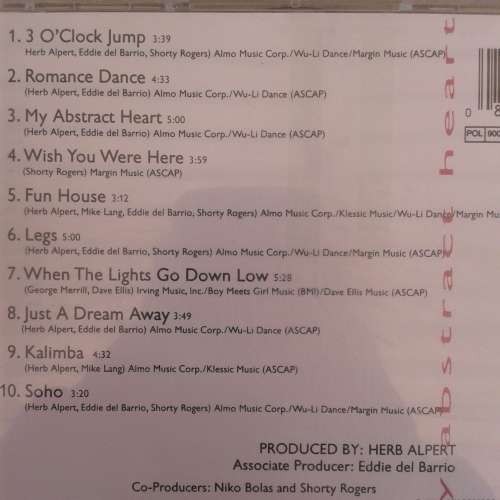 1. 3 O'Clock Jump 3:39
(Herb Alpert, Eddie del Barrio, Shorty Rogers) Almo Music Corp./Wu-Li Dance/Margin Music (ASCAP)
2. Romance Dance 4:33
(Herb Alpert, Eddie del Barrio) Almo Music Corp./Wu-Li Dance (ASCAP)
3. My Abstract Heart 5:00
(Herb Alpert, Eddie del Barrio) Almo Music Corp./Wu-Li Dance (ASCAP)
4. Wish You Were Here 3:59
(Shorty Rogers) Margin Music (ASCAP)
5. Fun House 3:12
(Herb Alpert, Mike Lang, Eddie del Barrio, Shorty Rogers) Almo Music Corp./Klessic Music/Wu-Li Dance/Margin Mus
6. Legs 5:00
(Herb Alpert, Eddie del Barrio, Shorty Rogers) Almo Music Corp./Wu-Li Dance/Margin Music (ASCAP)
7. When The Lights Go Down Low 5:28
(George Merrill, Dave Ellis) Irving Music, Inc./Boy Meets Girl Music (BMI)/Dave Ellis Music (ASCAP)
8. Just A Dream Away 3:49
(Herb Alpert, Eddie del Barrio) Almo Music Corp./Wu-Li Dance (ASCAP)
9. Kalimba 4:32
(Herb Alpert, Mike Lang) Almo Music Corp./Klessic Music (ASCAP)
10. Soho 3:20
(Herb Alpert, Eddie del Barrio, Shorty Rogers) Almo Music Corp./Wu-Li Dance/Margin Music (ASCAP)
PRODUCED BY: HERB ALPERT
Associate Producer: Eddie del Barrio
Co-Producers: Niko Bolas and Shorty Rogers
y abstract heart
0 8
POL 900